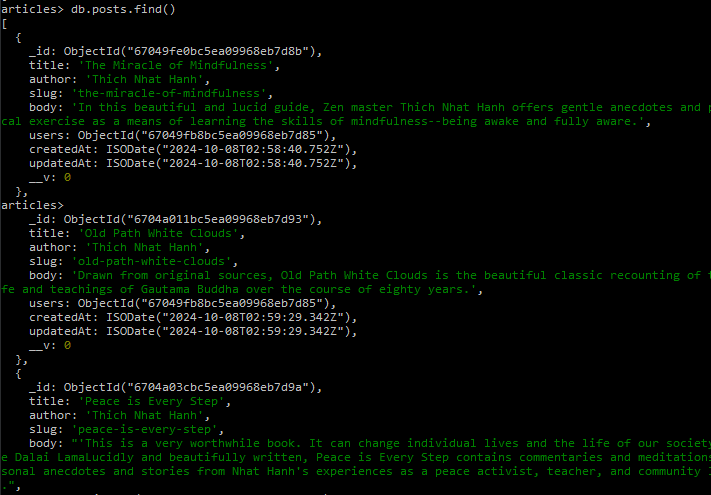 articles> db.posts.find()
[
{
_id: ObjectId("67049fe0bc5ea09968eb7d8b"),
title: 'The Miracle of Mindfulness',
author: 'Thich Nhat Hanh',
slug: 'the-miracle-of-mindfulness',
body: 'In this beautiful and lucid guide, Zen master Thich Nhat Hanh offers gentle anecdotes and p
cal exercise as a means of learning the skills of mindfulness--being awake and fully aware.',
users: ObjectId("67049fb8bc5ea09968eb7d85"),
createdAt: ISODate("2024-10-08T02:58:40.752Z"),
updatedAt: ISODate("2024-10-08T02:58:40.752Z"),
__v: 0
},
articles>
_id: ObjectId("6704a011bc5ea09968eb7d93"),
title: 'Old Path White Clouds',
author: 'Thich Nhat Hanh',
slug: 'old-path-white-clouds',
body: 'Drawn from original sources, Old Path White Clouds is the beautiful classic recounting of
fe and teachings of Gautama Buddha over the course of eighty years.',
users: ObjectId("67049fb8bc5ea09968eb7d85"),
createdAt: ISODate("2024-10-08T02:59:29.342Z"),
updatedAt: ISODate("2024-10-08T02:59:29.342Z"),
__v: 0
},
{
_id: ObjectId("6704a03cbc5ea09968eb7d9a"),
title: 'Peace is Every Step',
author: 'Thich Nhat Hanh',
slug: 'peace-is-every-step',
body: "'This is a very worthwhile book. It can change individual lives and the life of our society
e Dalai LamaLucidly and beautifully written, Peace is Every Step contains commentaries and meditations
sonal anecdotes and stories from Nhat Hanh's experiences as a peace activist, teacher, and community
.",